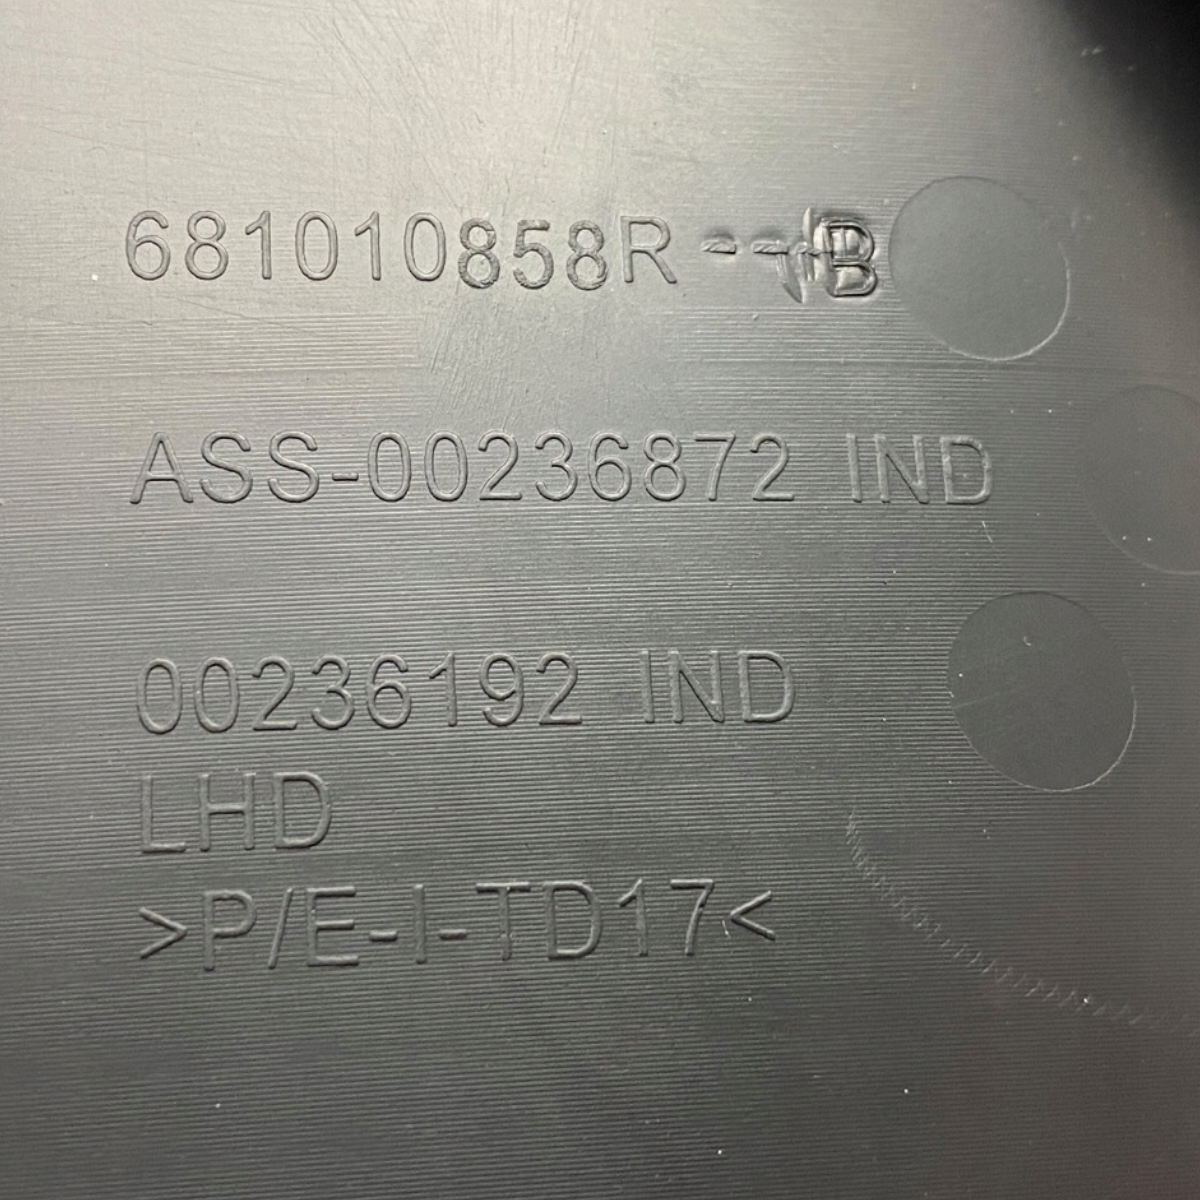 681010858R---B
ASS-00236872 IND
00236192 IND
LHD
>P/E-I-TD17<